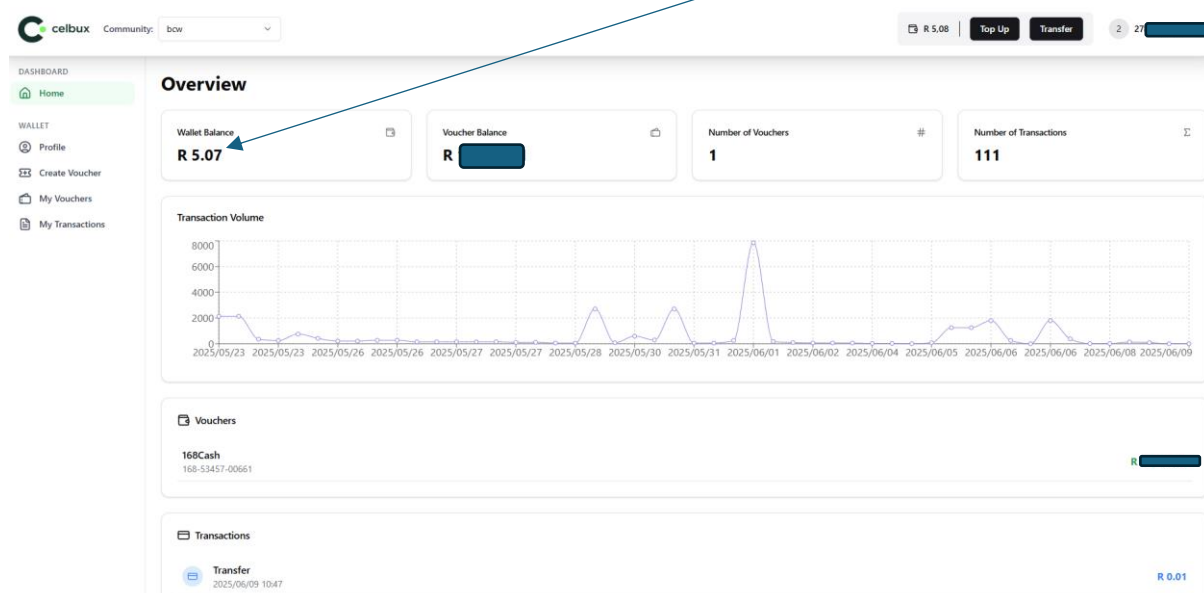 celbux Community: bcw R 5,08 Top Up Transfer 2 27
DASHBOARD
Home
WALLET
Profile
Create Voucher
My Vouchers
My Transactions
Overview
Wallet Balance
R 5.07
Voucher Balance
R
Number of Vouchers #
1
Number of Transactions Σ
111
Transaction Volume
8000
6000
4000
2000
0
2025/05/23 2025/05/23 2025/05/26 2025/05/26 2025/05/27 2025/05/27 2025/05/28 2025/05/30 2025/05/31 2025/06/01 2025/06/02 2025/06/04 2025/06/05 2025/06/06 2025/06/06 2025/06/08 2025/06/09
Vouchers
168Cash
168-53457-00661
R
Transactions
Transfer
2025/06/09 10:47
R 0.01